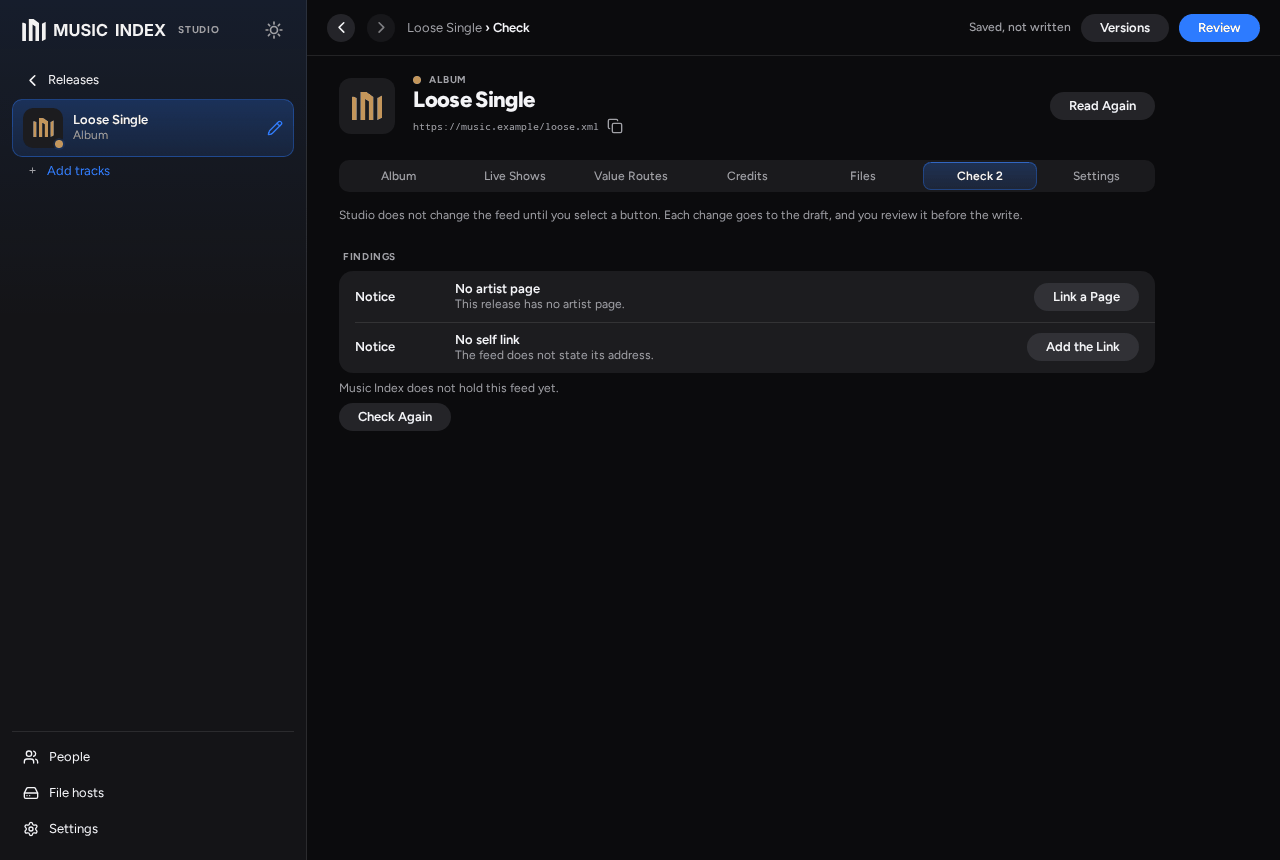 MUSIC INDEX STUDIO
Releases
Loose Single
Album
+ Add tracks
People
File hosts
Settings
Loose Single › Check
Saved, not written
Versions
Review
ALBUM
Loose Single
https://music.example/loose.xml
Read Again
Album
Live Shows
Value Routes
Credits
Files
Check 2
Settings
Studio does not change the feed until you select a button. Each change goes to the draft, and you review it before the write.
FINDINGS
Notice
No artist page
This release has no artist page.
Link a Page
Notice
No self link
The feed does not state its address.
Add the Link
Music Index does not hold this feed yet.
Check Again